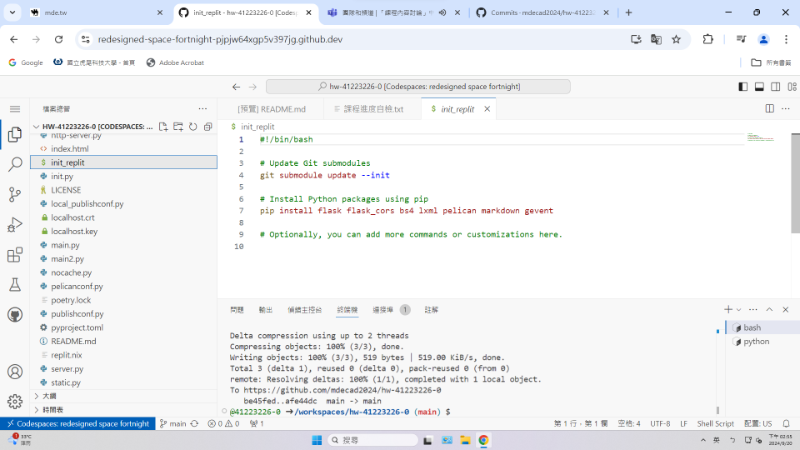 mde.tw
init_replit - hw-41223226-0 [Codes
團隊和頻道 | 「課程內容討論」
Commits · mdecad2024/hw-4122
redesigned-space-fortnight-pjpjw64xgp5v397jg.github.dev
Google
國立虎尾科技大學 - 首頁
Adobe Acrobat
所有書籤
hw-41223226-0 [Codespaces: redesigned space fortnight]
檔案總管
[預覽] README.md
課程進度自檢.txt
init_replit
HW-41223226-0 [CODESPACES: ...
http-server.py
index.html
init_replit
init.py
LICENSE
local_publishconf.py
localhost.crt
localhost.key
main.py
main2.py
nocache.py
pelicanconf.py
poetry.lock
publishconf.py
pyproject.toml
README.md
replit.nix
server.py
static.py
大綱
時間表
init_replit
1 #!/bin/bash
2
3 # Update Git submodules
4 git submodule update --init
5
6 # Install Python packages using pip
7 pip install flask flask_cors bs4 lxml pelican markdown gevent
8
9 # Optionally, you can add more commands or customizations here.
10
問題 輸出 偵錯主控台 終端機 連接埠 1 註解
bash
python
Delta compression using up to 2 threads
Compressing objects: 100% (3/3), done.
Writing objects: 100% (3/3), 519 bytes | 519.00 KiB/s, done.
Total 3 (delta 1), reused 0 (delta 0), pack-reused 0 (from 0)
remote: Resolving deltas: 100% (1/1), completed with 1 local object.
To https://github.com/mdecad2024/hw-41223226-0
be45fed..afe44dc main -> main
@41223226-0 ➜/workspaces/hw-41223226-0 (main) $
Codespaces: redesigned space fortnight main 0 0 1 第 1 行,第 1 欄 空格: 4 UTF-8 LF Shell Script 配置: US
33°C
搜尋
英
下午 02:55
2024/9/20